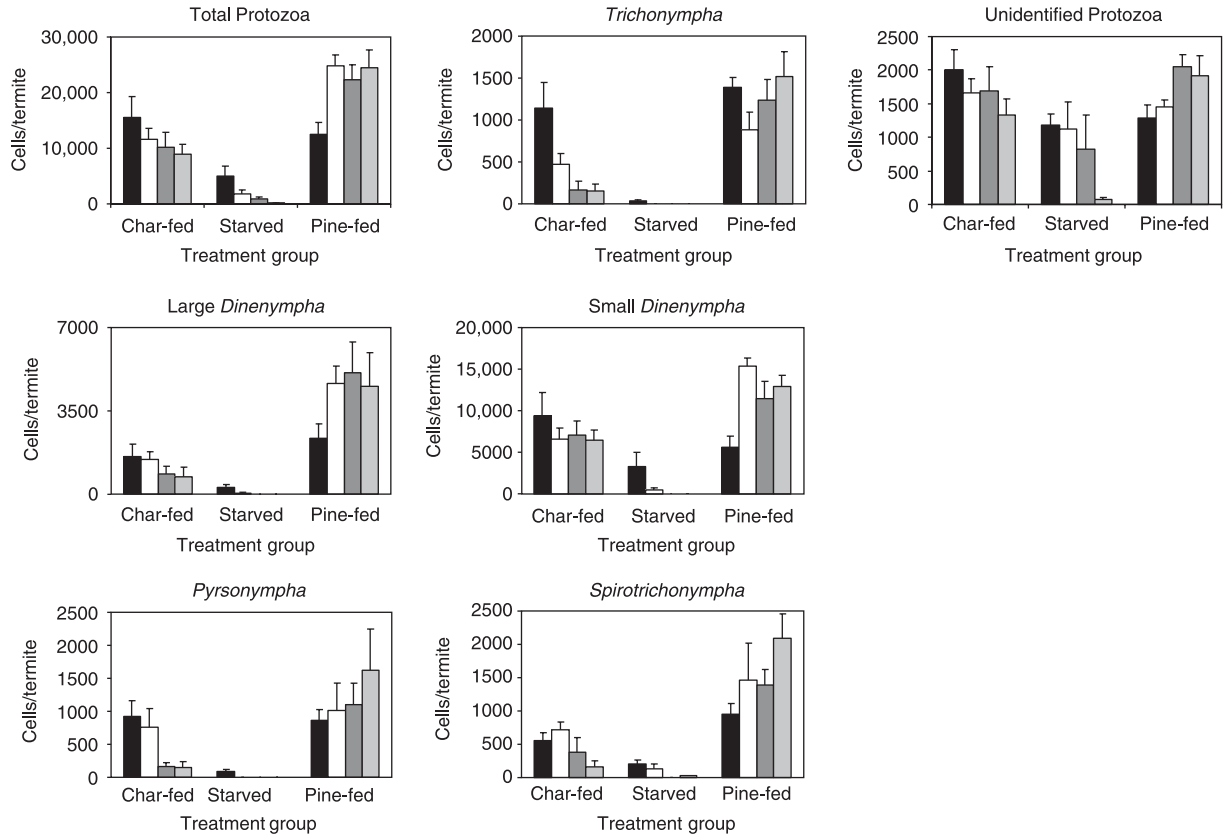 Total Protozoa
30,000
20,000
10,000
0
Cells/termite
Char-fed Starved Pine-fed
Treatment group
Trichonympha
2000
1500
1000
500
0
Cells/termite
Char-fed Starved Pine-fed
Treatment group
Unidentified Protozoa
2500
2000
1500
1000
500
0
Cells/termite
Char-fed Starved Pine-fed
Treatment group
Large Dinenympha
7000
3500
0
Cells/termite
Char-fed Starved Pine-fed
Treatment group
Small Dinenympha
20,000
15,000
10,000
5000
0
Cells/termite
Char-fed Starved Pine-fed
Treatment group
Pyrsonympha
2500
2000
1500
1000
500
0
Cells/termite
Char-fed Starved Pine-fed
Treatment group
Spirotrichonympha
2500
2000
1500
1000
500
0
Cells/termite
Char-fed Starved Pine-fed
Treatment group